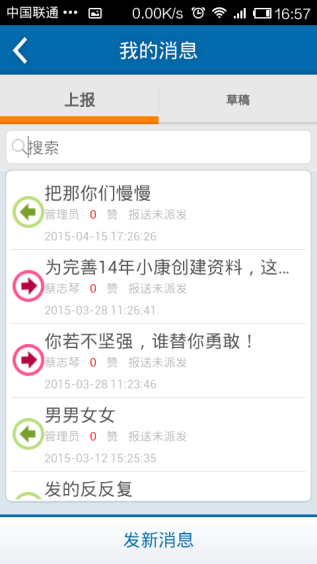 中国联通 ••• 0.00K/s 16:57
我的消息
上报 草稿
搜索
把那你们慢慢
管理员 0 赞 报送未派发
2015-04-15 17:26:26
为完善14年小康创建资料，这...
蔡志琴 0 赞 报送未派发
2015-03-28 11:26:41
你若不坚强，谁替你勇敢！
蔡志琴 0 赞 报送未派发
2015-03-28 11:23:46
男男女女
管理员 0 赞 报送未派发
2015-03-12 15:25:35
发的反反复
发新消息